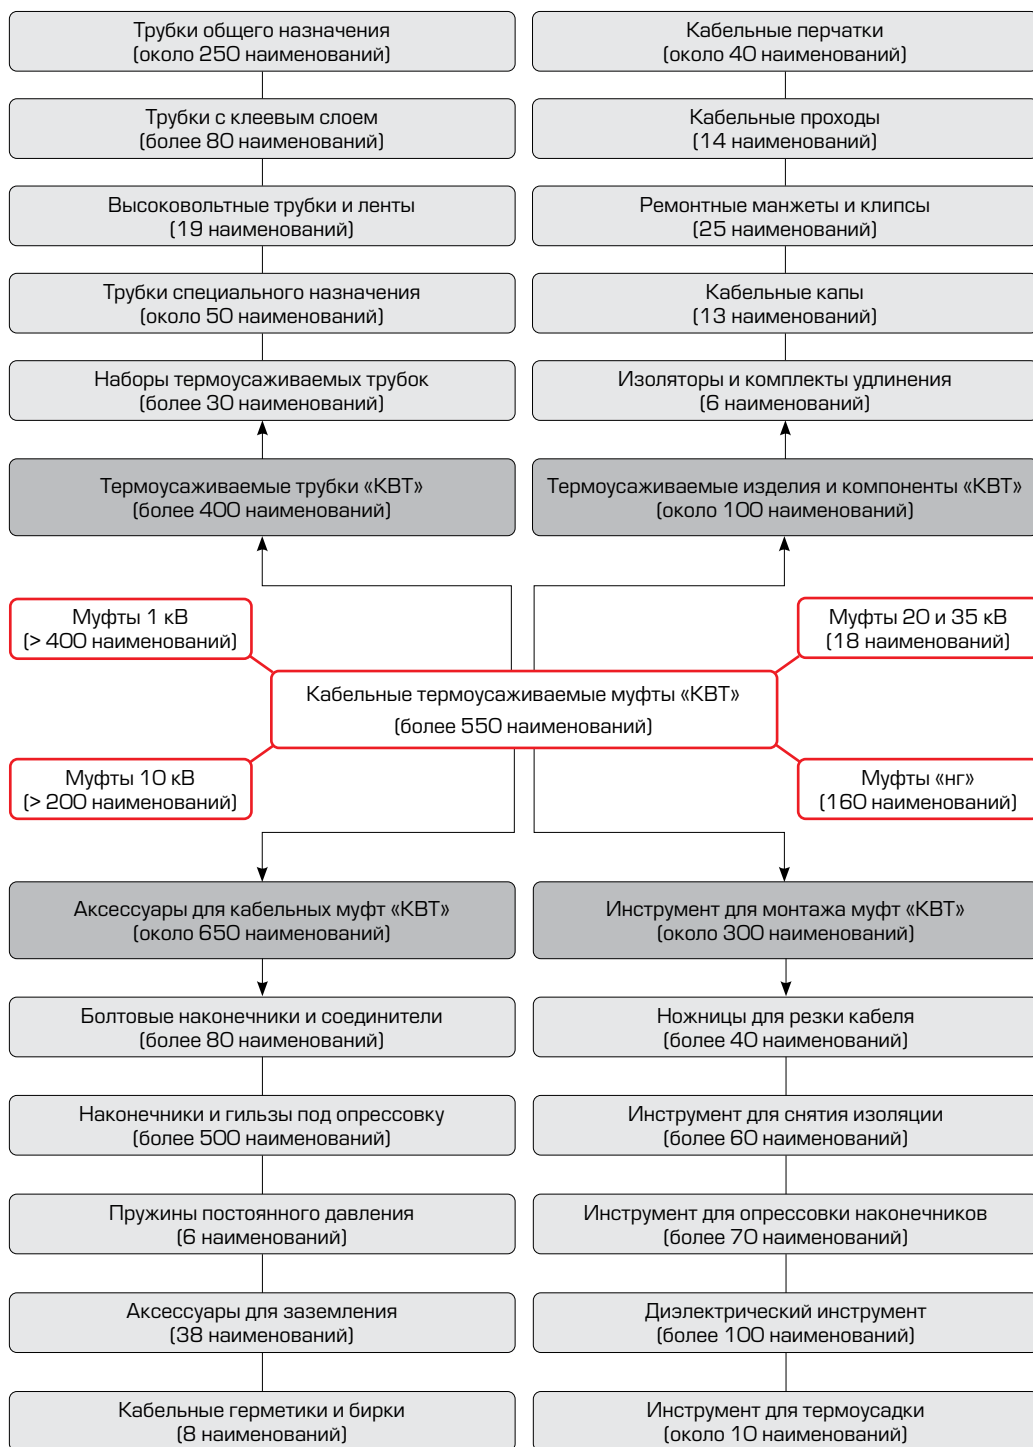 Трубки общего назначения
(около 250 наименований)
Кабельные перчатки
(около 40 наименований)
Трубки с клеевым слоем
(более 80 наименований)
Кабельные проходы
(14 наименований)
Высоковольтные трубки и ленты
(19 наименований)
Ремонтные манжеты и клипсы
(25 наименований)
Трубки специального назначения
(около 50 наименований)
Кабельные капы
(13 наименований)
Наборы термоусаживаемых трубок
(более 30 наименований)
Изоляторы и комплекты удлинения
(6 наименований)
Термоусаживаемые трубки «КВТ»
(более 400 наименований)
Термоусаживаемые изделия и компоненты «КВТ»
(около 100 наименований)
Муфты 1 кВ
(> 400 наименований)
Муфты 20 и 35 кВ
(18 наименований)
Кабельные термоусаживаемые муфты «КВТ»
(более 550 наименований)
Муфты 10 кВ
(> 200 наименований)
Муфты «нг»
(160 наименований)
Аксессуары для кабельных муфт «КВТ»
(около 650 наименований)
Инструмент для монтажа муфт «КВТ»
(около 300 наименований)
Болтовые наконечники и соединители
(более 80 наименований)
Ножницы для резки кабеля
(более 40 наименований)
Наконечники и гильзы под опрессовку
(более 500 наименований)
Инструмент для снятия изоляции
(более 60 наименований)
Пружины постоянного давления
(6 наименований)
Инструмент для опрессовки наконечников
(более 70 наименований)
Аксессуары для заземления
(38 наименований)
Диэлектрический инструмент
(более 100 наименований)
Кабельные герметики и бирки
(8 наименований)
Инструмент для термоусадки
(около 10 наименований)